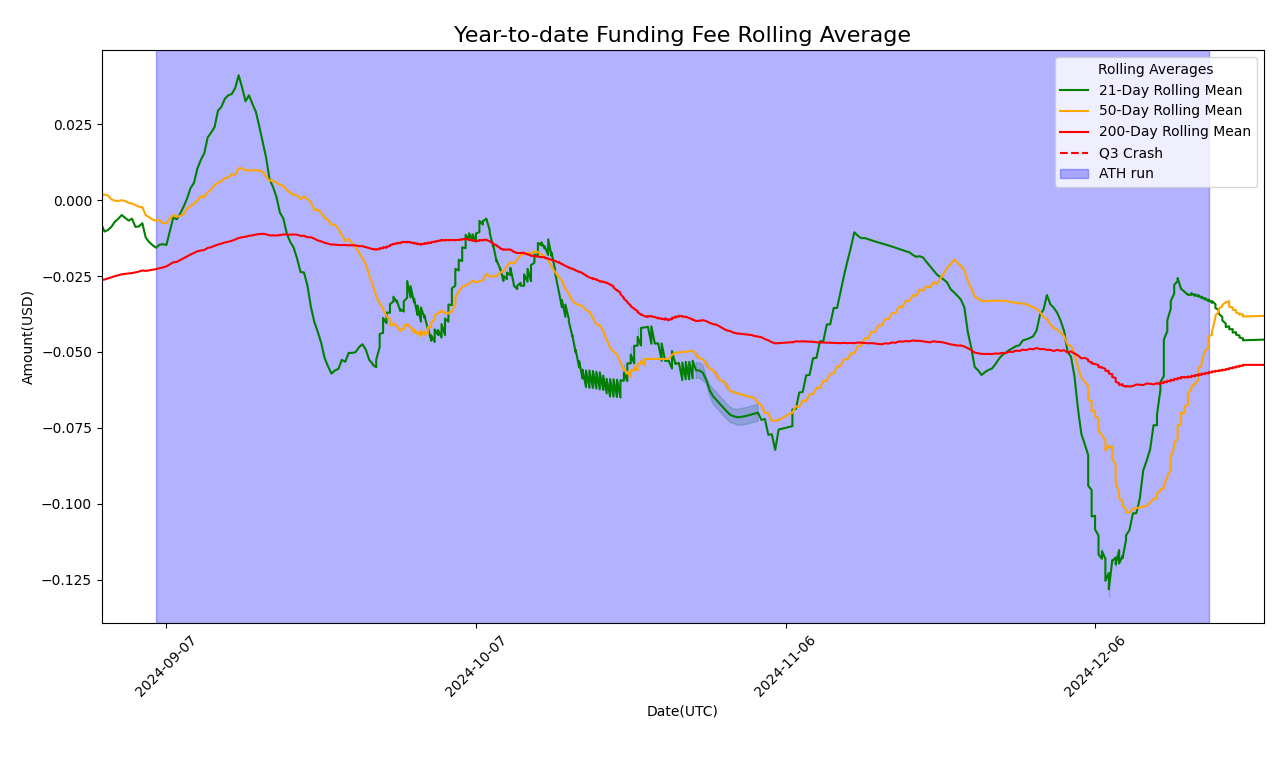 Year-to-date Funding Fee Rolling Average
Rolling Averages
21-Day Rolling Mean
50-Day Rolling Mean
200-Day Rolling Mean
Q3 Crash
ATH run
Amount(USD)
0.025
0.000
−0.025
−0.050
−0.075
−0.100
−0.125
2024-09-07
2024-10-07
2024-11-06
2024-12-06
Date(UTC)